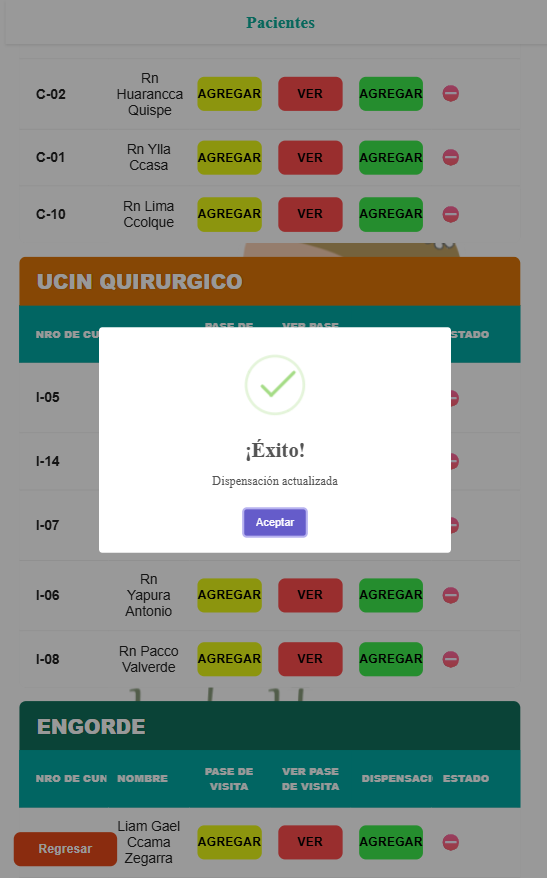 Pacientes
C-02
Rn
Huarancca
Quispe
AGREGAR
VER
AGREGAR
C-01
Rn Ylla
Ccasa
AGREGAR
VER
AGREGAR
C-10
Rn Lima
Ccolque
AGREGAR
VER
AGREGAR
UCIN QUIRURGICO
NRO DE CU
PASE DE
VER PASE
STADO
I-05
I-14
I-07
¡Éxito!
Dispensación actualizada
Aceptar
I-06
Rn
Yapura
Antonio
AGREGAR
VER
AGREGAR
I-08
Rn Pacco
Valverde
AGREGAR
VER
AGREGAR
ENGORDE
NRO DE CUN
NOMBRE
PASE DE
VISITA
VER PASE
DE VISITA
DISPENSACI
ESTADO
Liam Gael
Ccama
Zegarra
AGREGAR
VER
AGREGAR
Regresar